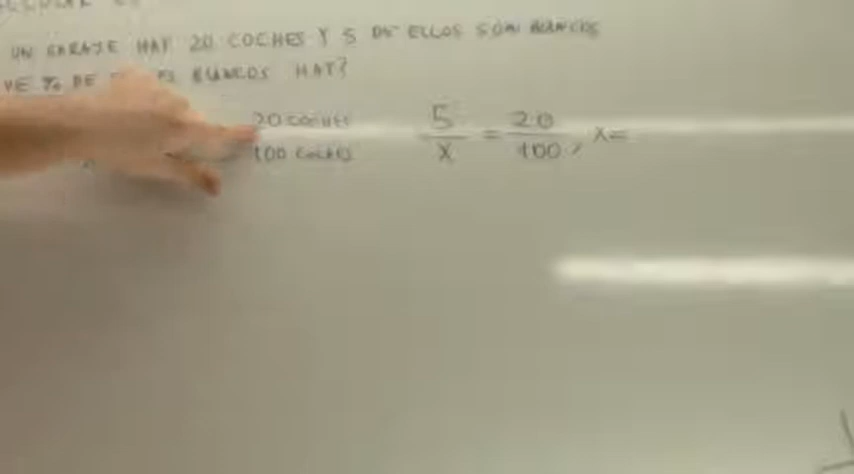 UN GARAJE HAY 20 COCHES Y 5 DE ELLOS SON BLANCOS
% DE BLANCOS HAY?
20 coches
100 coches
5/x = 20/100, x=